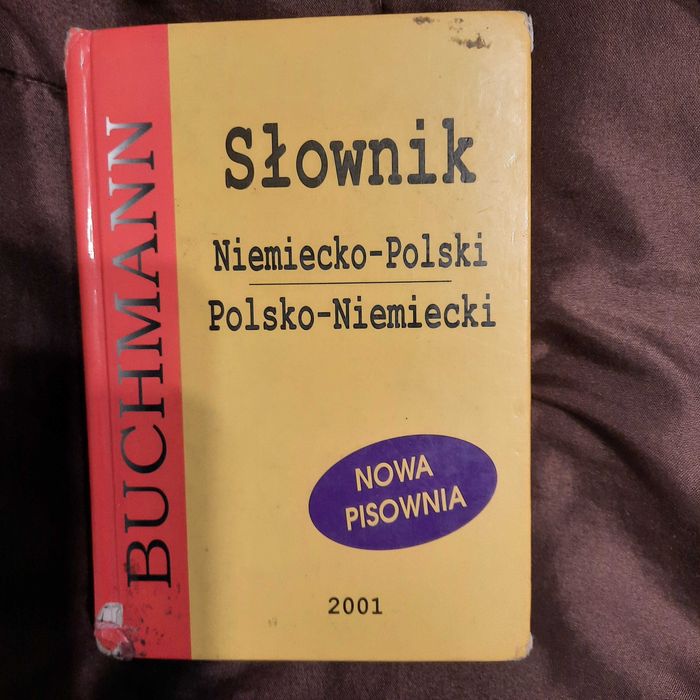 BUCHMANN
Słownik
Niemiecko-Polski
Polsko-Niemiecki
NOWA
PISOWNIA
2001